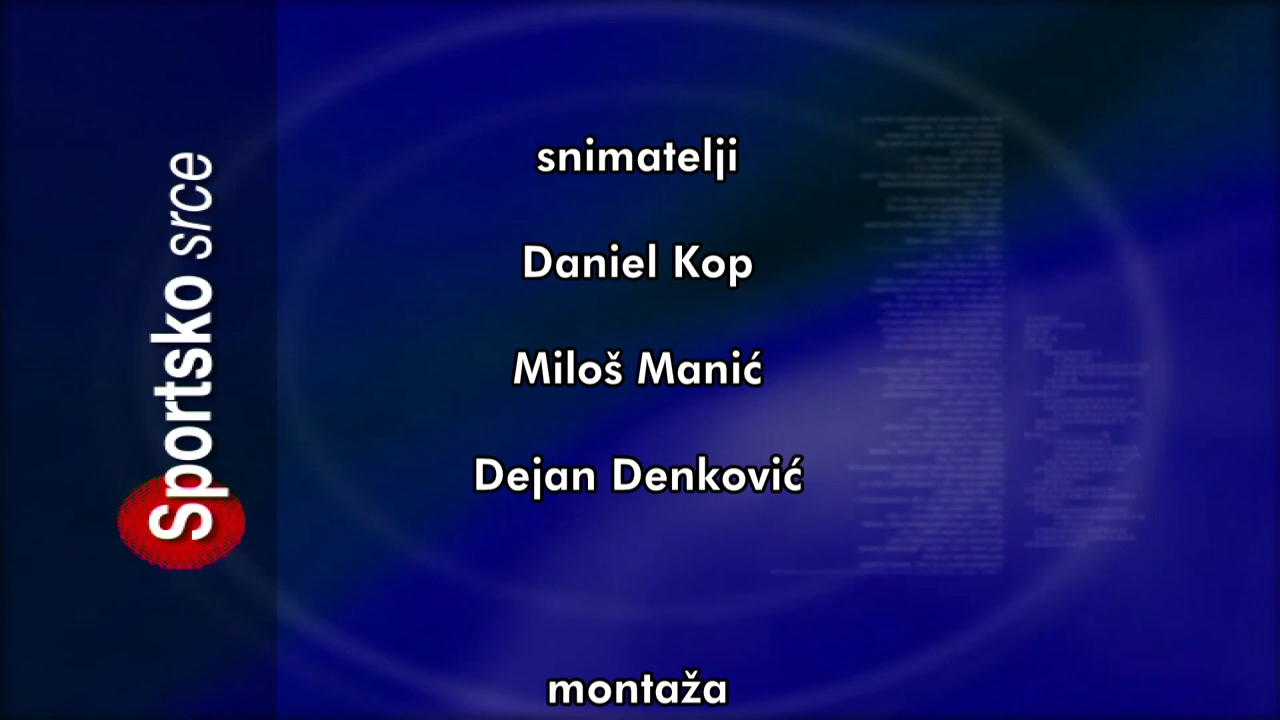 Sportsko srce
snimatelji
Daniel Kop
Miloš Manić
Dejan Denković
montaža